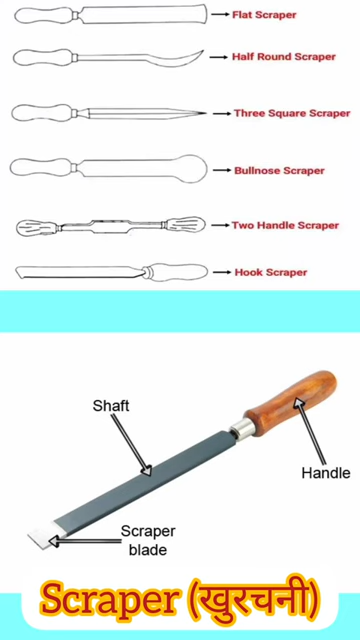 Flat Scraper
Half Round Scraper
Three Square Scraper
Bullnose Scraper
Two Handle Scraper
Hook Scraper
Shaft
Handle
Scraper
blade
Scraper (खुरचनी)